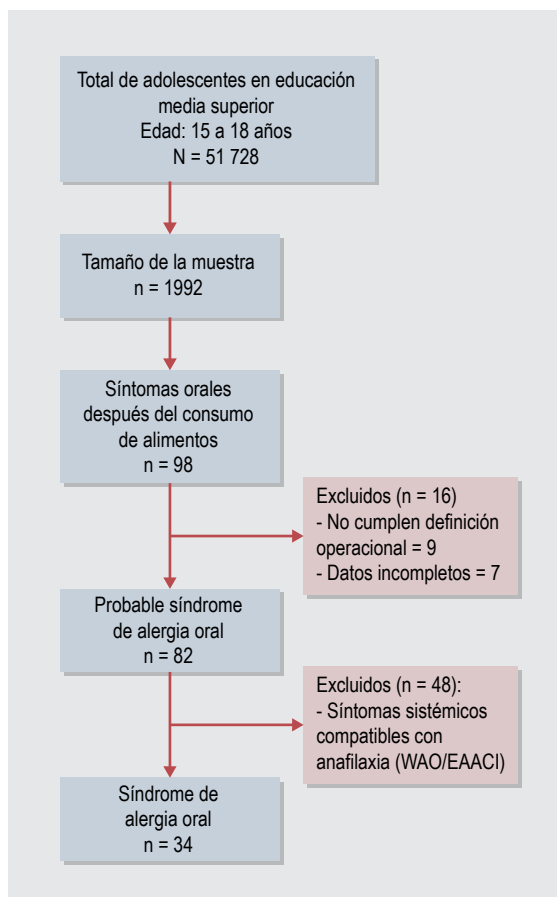 Total de adolescentes en educación
media superior
Edad: 15 a 18 años
N = 51 728
Tamaño de la muestra
n = 1992
Síntomas orales
después del consumo
de alimentos
n = 98
Excluidos (n = 16)
- No cumplen definición
operacional = 9
- Datos incompletos = 7
Probable síndrome
de alergia oral
n = 82
Excluidos (n = 48):
- Síntomas sistémicos
compatibles con
anafilaxia (WAO/EAACI)
Síndrome de
alergia oral
n = 34